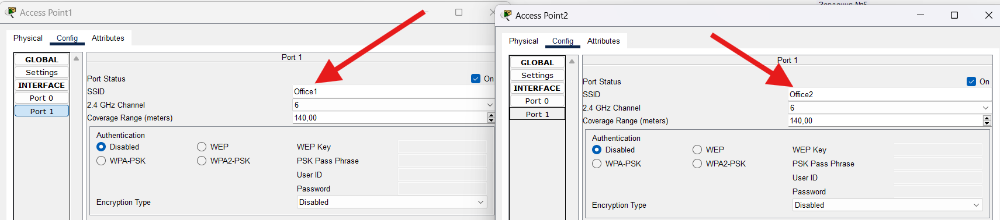 Access Point1
Physical Config Attributes
GLOBAL
Settings
INTERFACE
Port 0
Port 1
Port 1
Port Status On
SSID Office1
2.4 GHz Channel 6
Coverage Range (meters) 140,00
Authentication
Disabled WEP WEP Key
WPA-PSK WPA2-PSK PSK Pass Phrase
User ID
Password
Encryption Type Disabled
Access Point2
Physical Config Attributes
GLOBAL
Settings
INTERFACE
Port 0
Port 1
Port 1
Port Status On
SSID Office2
2.4 GHz Channel 6
Coverage Range (meters) 140,00
Authentication
Disabled WEP WEP Key
WPA-PSK WPA2-PSK PSK Pass Phrase
User ID
Password
Encryption Type Disabled